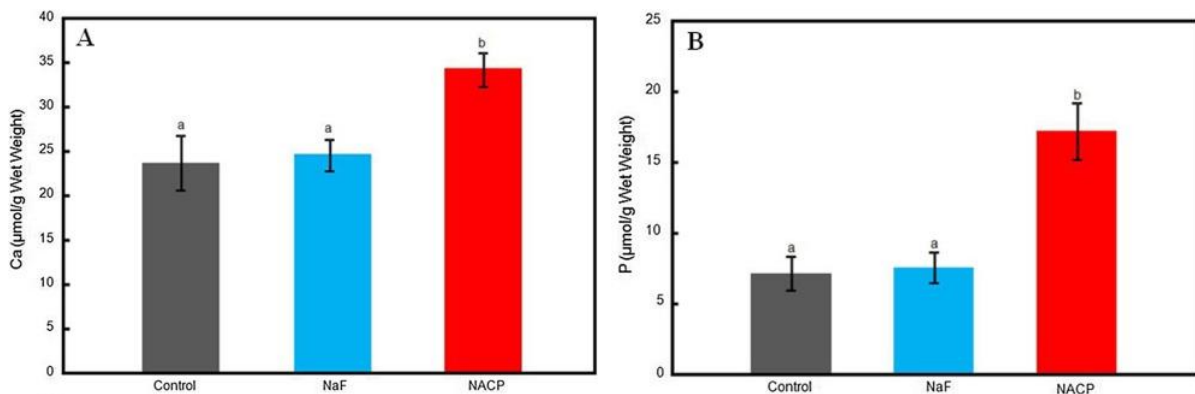 A
Ca (µmol/g Wet Weight)
40
35
30
25
20
15
10
5
0
a
a
b
Control
NaF
NACP
B
P (µmol/g Wet Weight)
25
20
15
10
5
0
a
a
b
Control
NaF
NACP